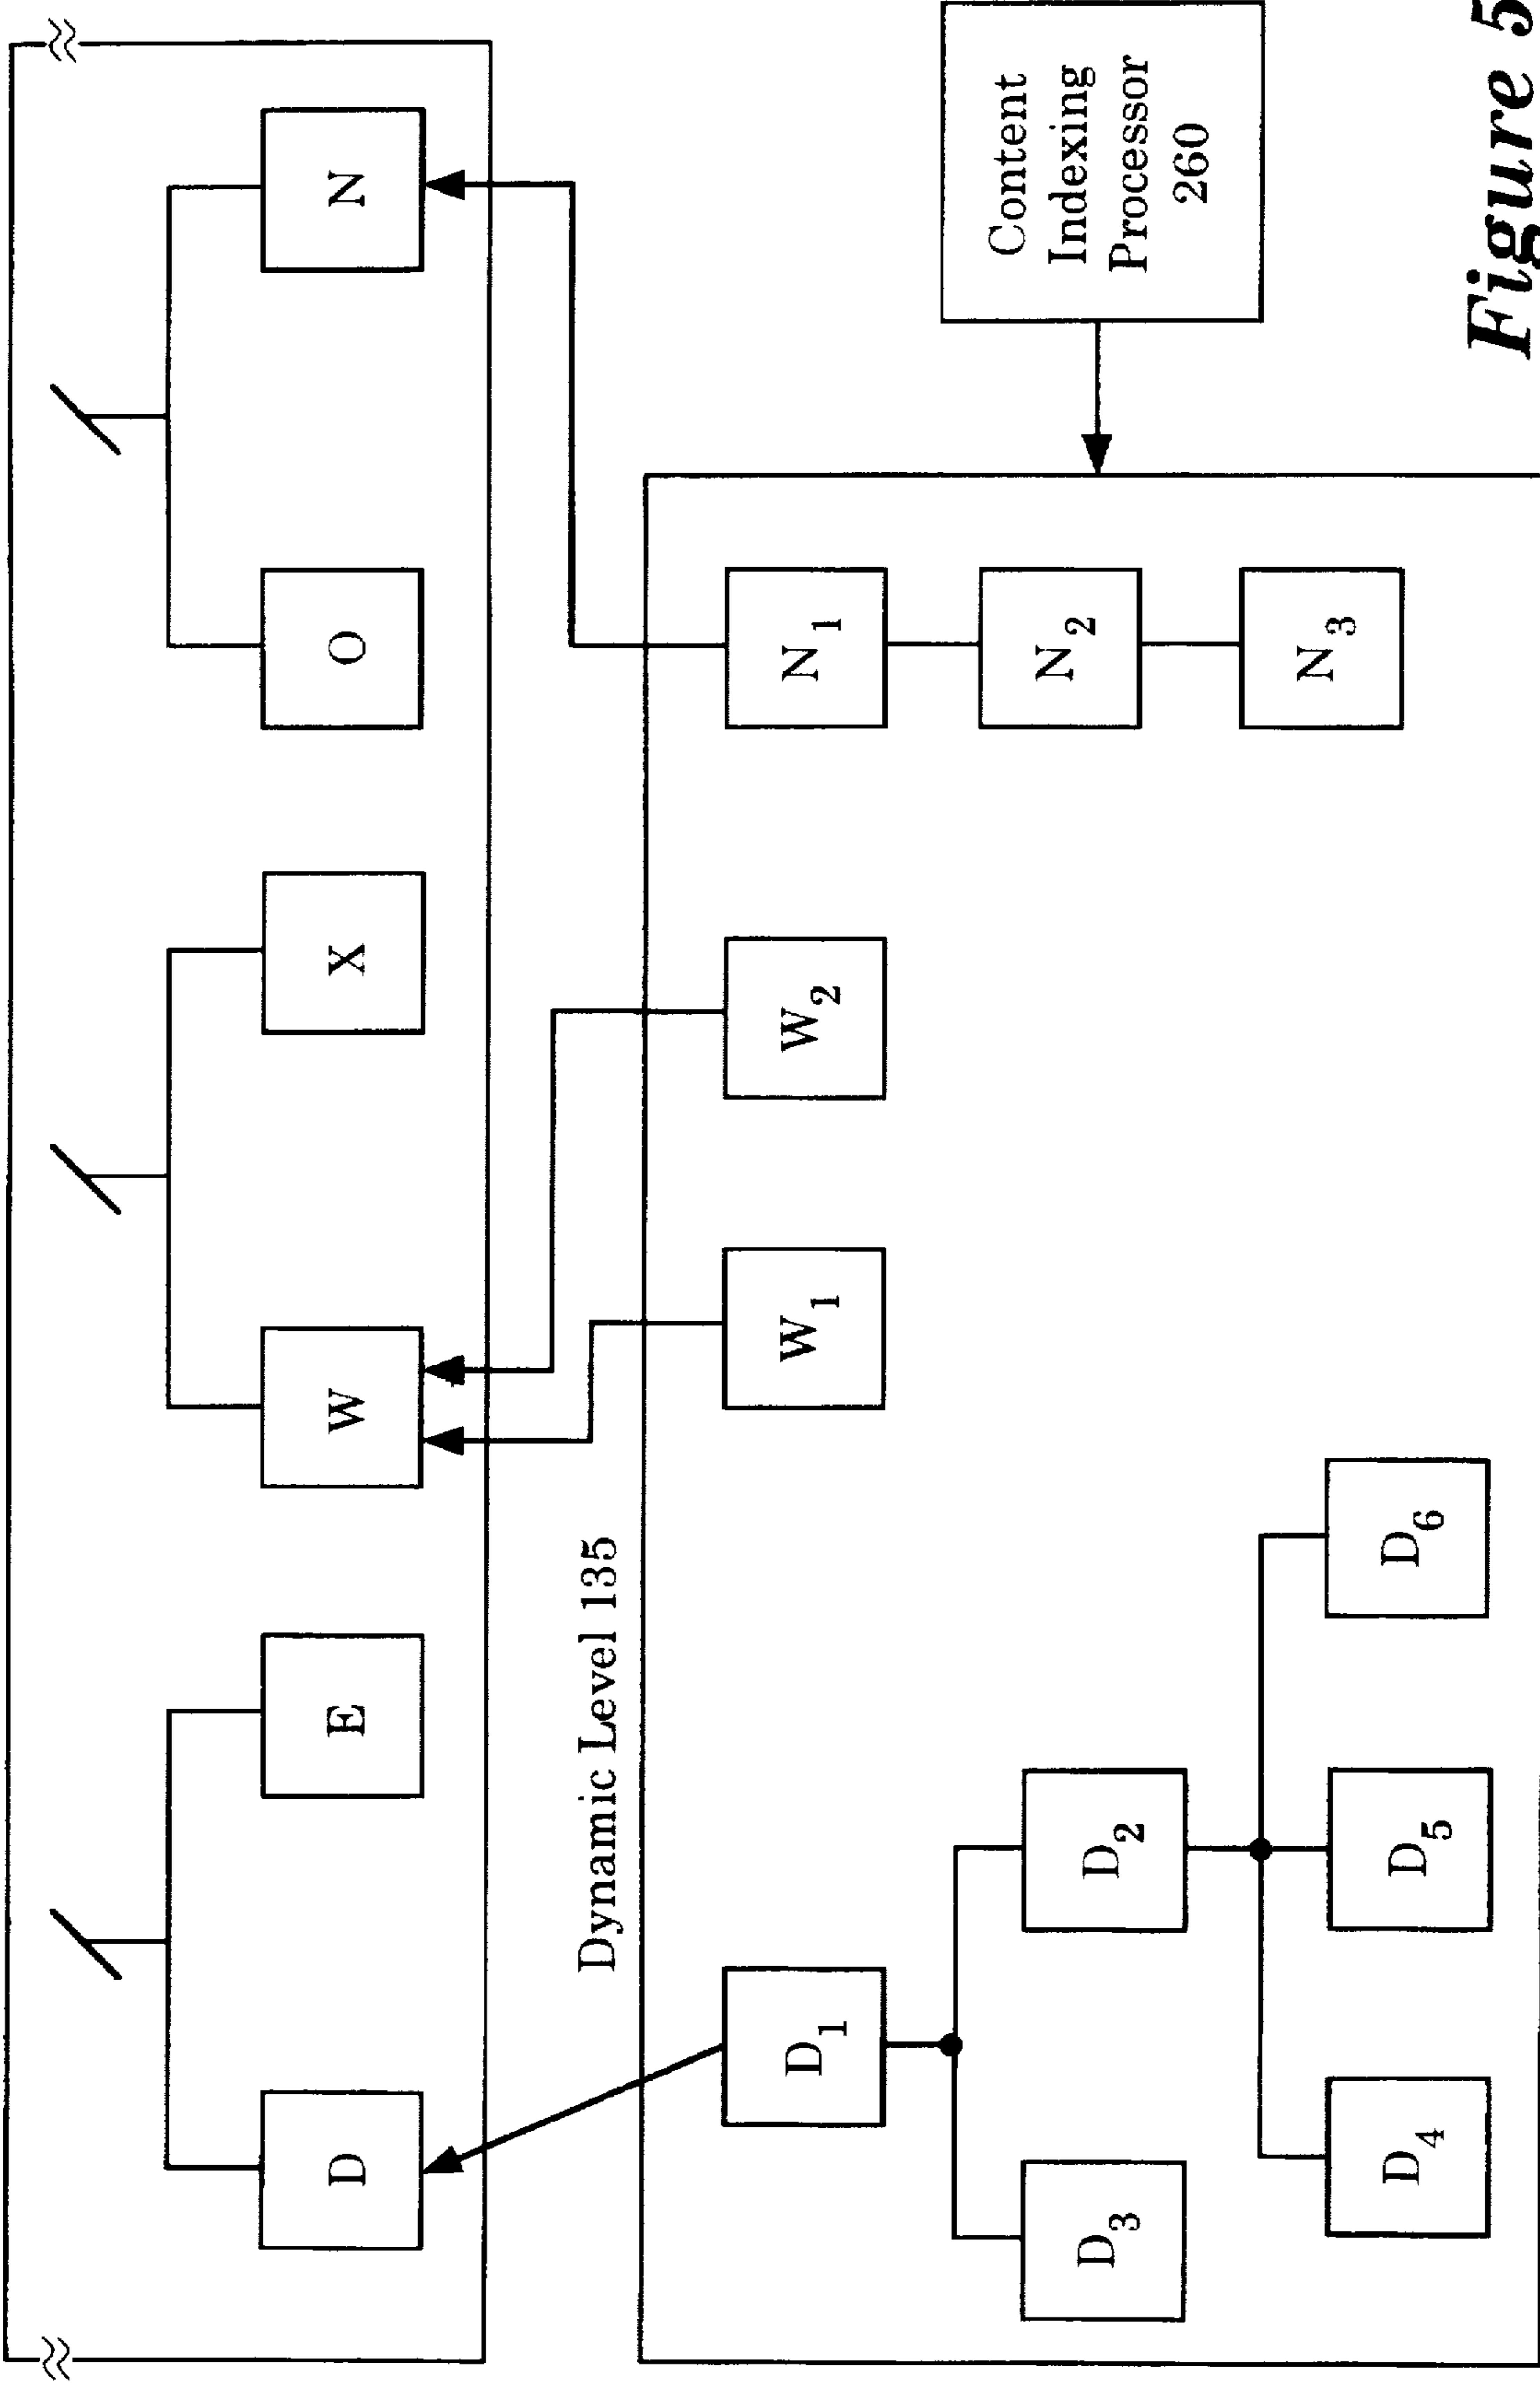 D E W X O N
Dynamic Level 135
D1 W1 W2 N1
D3 D2 N2
D4 D5 D6 N3
Content
Indexing
Processor
260
Figure 5